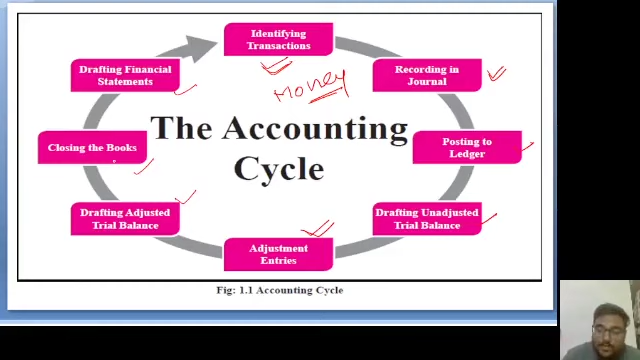 Identifying
Transactions
Drafting Financial
Statements
Recording in
Journal
Money
The Accounting
Cycle
Closing the Books
Posting to
Ledger
Drafting Adjusted
Trial Balance
Drafting Unadjusted
Trial Balance
Adjustment
Entries
Fig: 1.1 Accounting Cycle